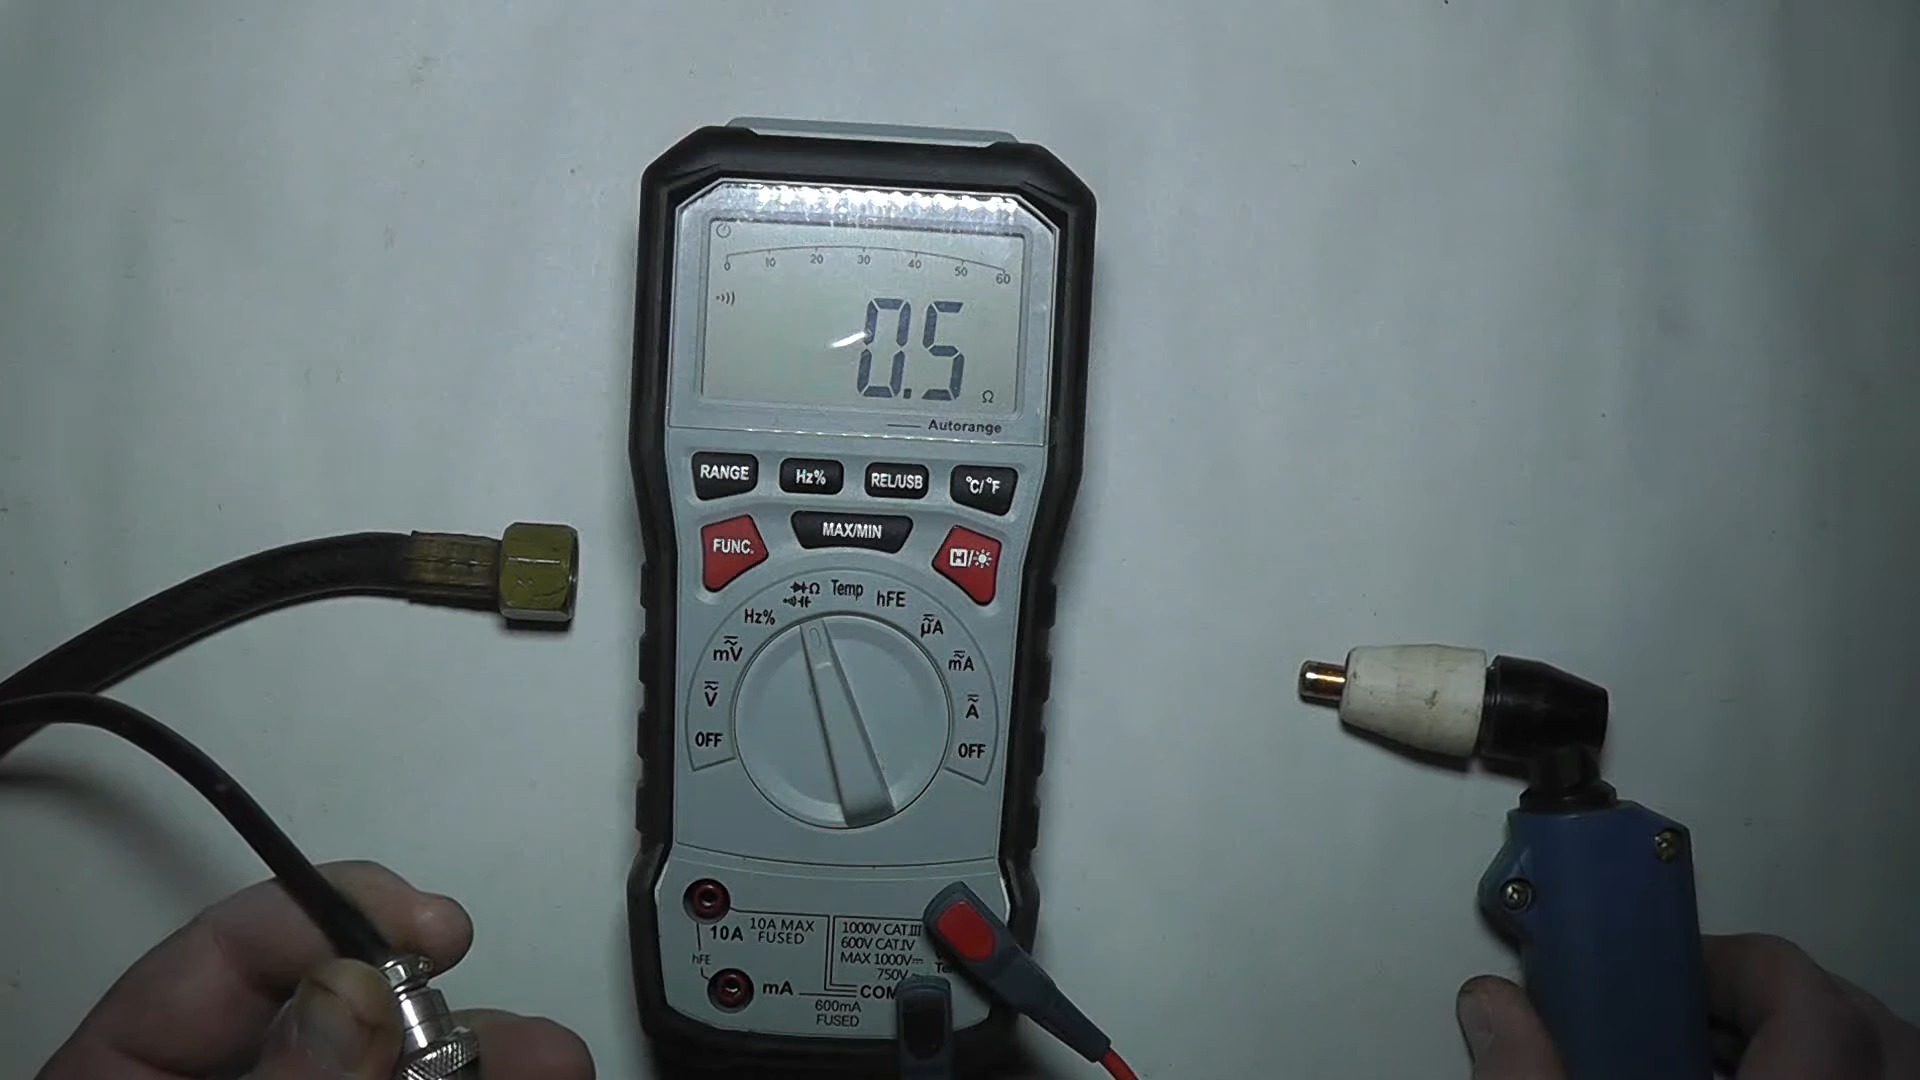 0 10 20 30 40 50 60
0.5 Ω
Autorange
RANGE Hz% REL/USB °C/°F
FUNC. MAX/MIN H/
Ω Temp hFE
Hz% µA
mV mA
V A
OFF OFF
10A 10A MAX
FUSED
hFE
mA
1000V CAT.III
600V CAT.IV
MAX 1000V
750V
COM
600mA
FUSED